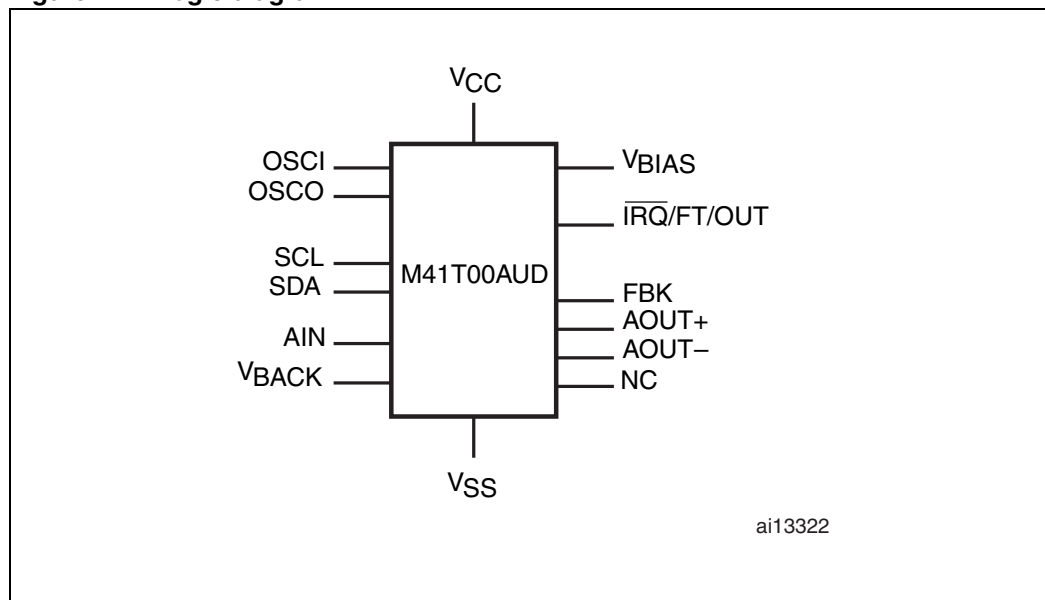 VCC
OSCI
OSCO
SCL
SDA
AIN
VBACK
M41T00AUD
VBIAS
IRQ/FT/OUT
FBK
AOUT+
AOUT–
NC
VSS
ai13322